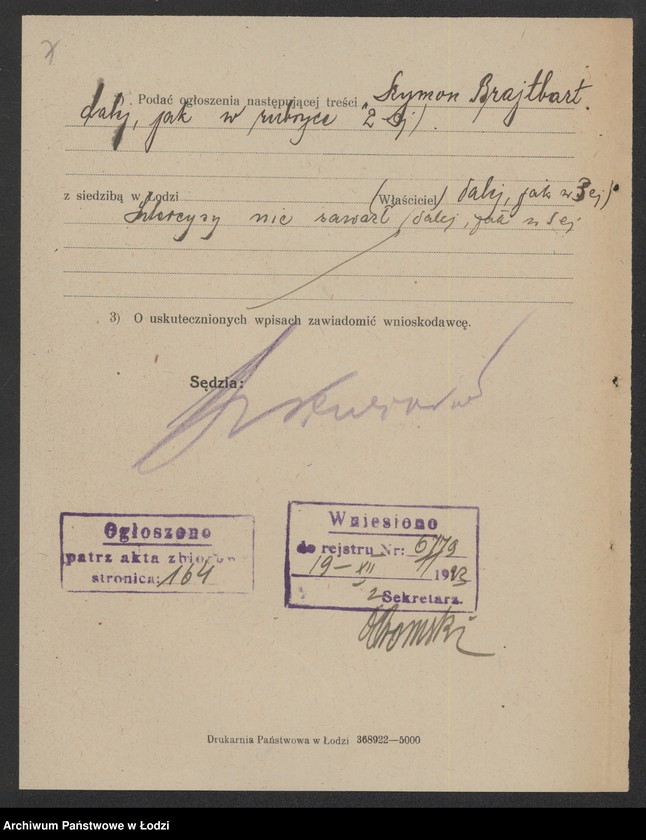 Podać ogłoszenia następującej treści „Szymon Brajtbart.
dalej, jak w rubryce 2 ej)
z siedzibą w Łodzi (Właściciel) dalej, jak w 3 ej)
Intercyzy nie zawarł, dalej, jak w 5 ej
3) O uskutecznionych wpisach zawiadomić wnioskodawcę.
Sędzia:
Ogłoszono
patrz akta zbiorowe
stronica: 164
Wniesiono
do rejestru Nr:
19 – XII 1923
Sekretarz.
Drukarnia Państwowa w Łodzi 368922—5000
Archiwum Państwowe w Łodzi